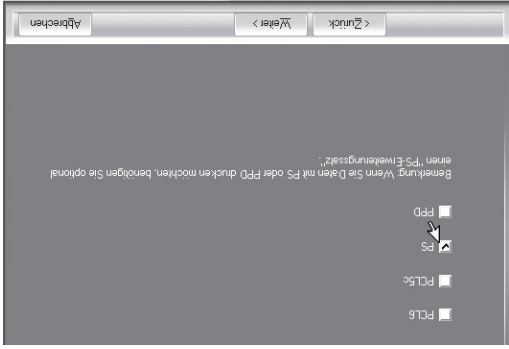 PCL6
PCL5c
PS
PPD
Bemerkung: Wenn Sie Daten mit PS oder PPD drucken möchten, benötigen Sie optional
einen "PS-Erweiterungssatz".
< Zurück
Weiter >
Abbrechen